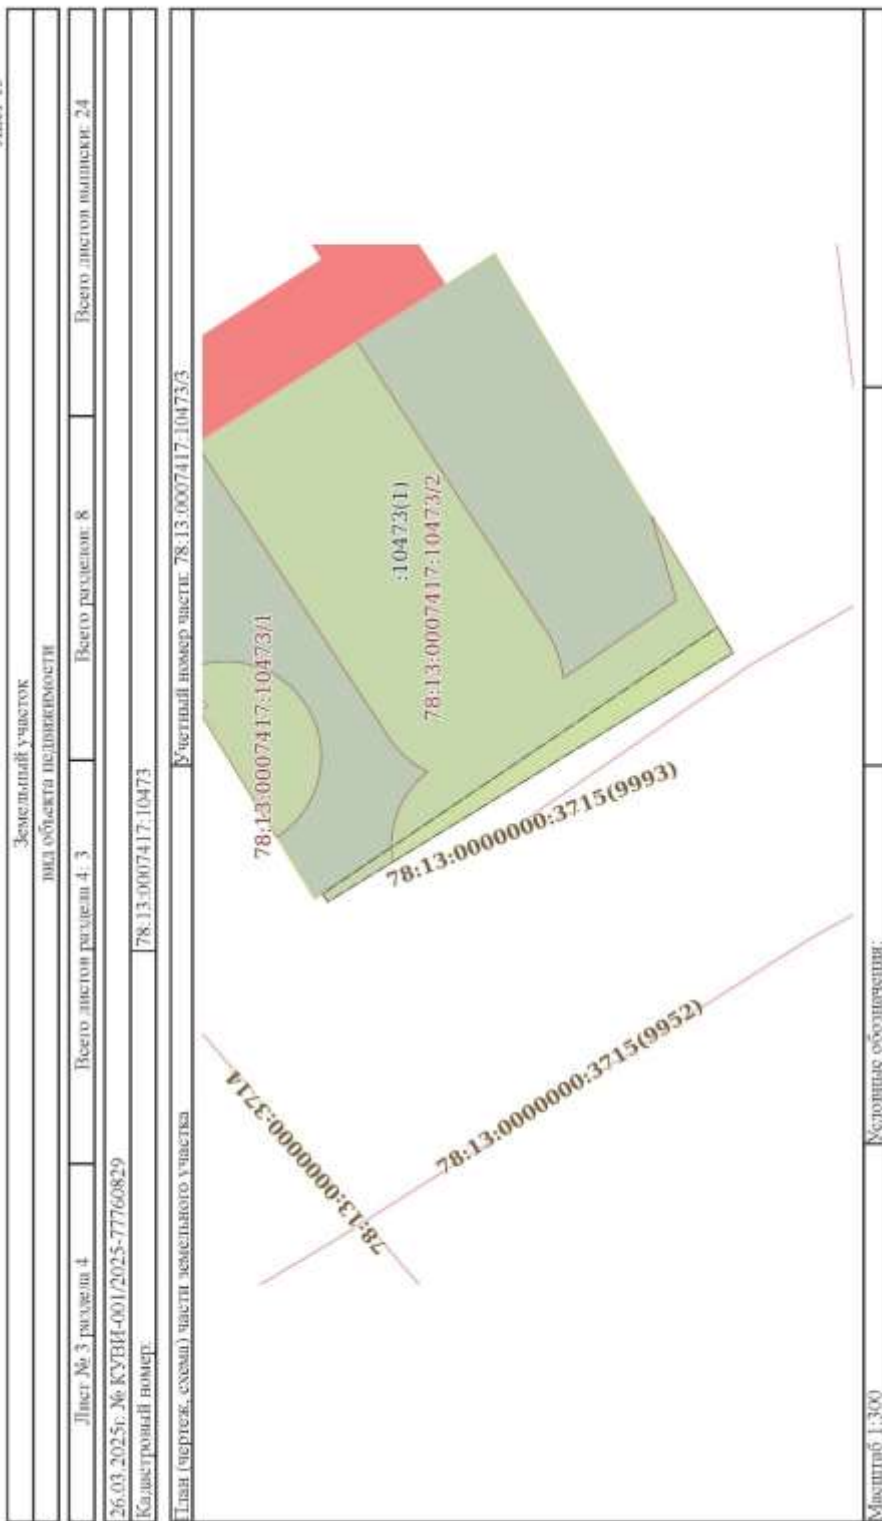 Земельный участок
вид объекта недвижимости
Лист № 3 раздела 4
Всего листов раздела 4: 3
Всего разделов: 8
Всего листов выписки: 24
26.03.2025г. № КУВИ-001/2025-77760829
Кадастровый номер:
78:13:0007417:10473
План (чертеж, схема) части земельного участка
Учетный номер части: 78:13:0007417:10473/3
78:13:0007417:10473/1
:10473(1)
78:13:0007417:10473/2
78:13:0000000:3715(9993)
78:13:0000000:3714
78:13:0000000:3715(9952)
Масштаб 1:300
Условные обозначения: